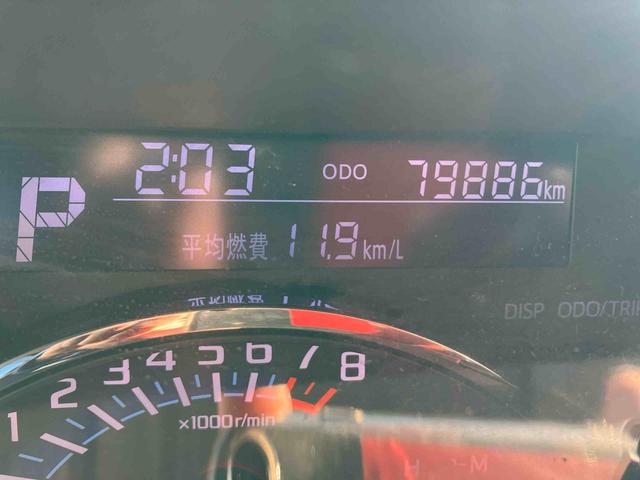 2:03 ODO 79886km
P
平均燃費 11.9km/L
DISP ODO/TRIP
1 2 3 4 5 6 7 8
×1000r/min